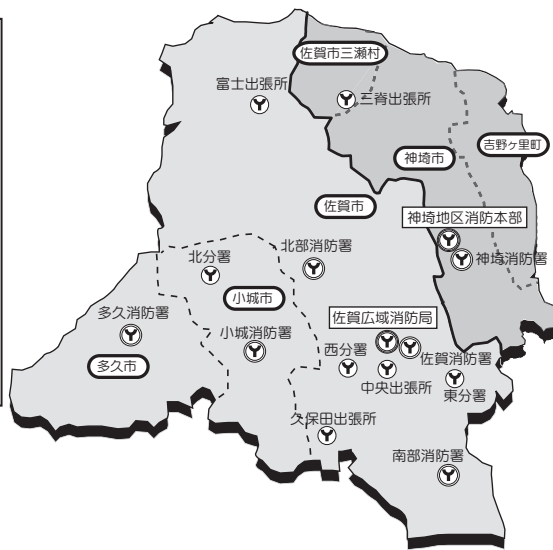 佐賀市三瀬村
富士出張所
三脊出張所
吉野ヶ里町
神埼市
佐賀市
神埼地区消防本部
北部消防署
北分署
神埼消防署
小城市
多久消防署
佐賀広域消防局
小城消防署
西分署
佐賀消防署
多久市
中央出張所
東分署
久保田出張所
南部消防署